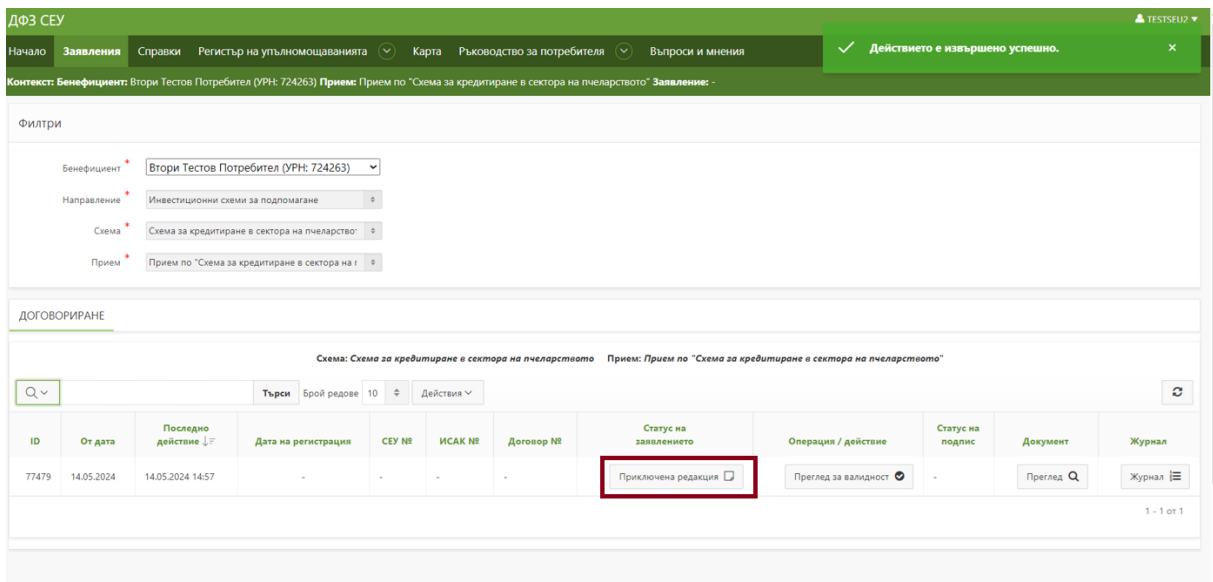 ДФЗ СЕУ
TESTSEU2
Начало Заявления Справки Регистър на упълномощаванията Карта Ръководство за потребителя Въпроси и мнения
Действието е извършено успешно. ×
Контекст: Бенефициент: Втори Тестов Потребител (УРН: 724263) Прием: Прием по "Схема за кредитиране в сектора на пчеларството" Заявление: -
Филтри
Бенефициент * Втори Тестов Потребител (УРН: 724263)
Направление * Инвестиционни схеми за подпомагане
Схема * Схема за кредитиране в сектора на пчеларство
Прием * Прием по "Схема за кредитиране в сектора на
ДОГОВОРИРАНЕ
Схема: Схема за кредитиране в сектора на пчеларството Прием: Прием по "Схема за кредитиране в сектора на пчеларството"
Търси Брой редове 10 Действия
ID От дата Последно действие Дата на регистрация СЕУ № ИСАК № Договор № Статус на заявлението Операция / действие Статус на подпис Документ Журнал
77479 14.05.2024 14.05.2024 14:57 - - - - Приключена редакция Преглед за валидност - Преглед Журнал
1 - 1 от 1